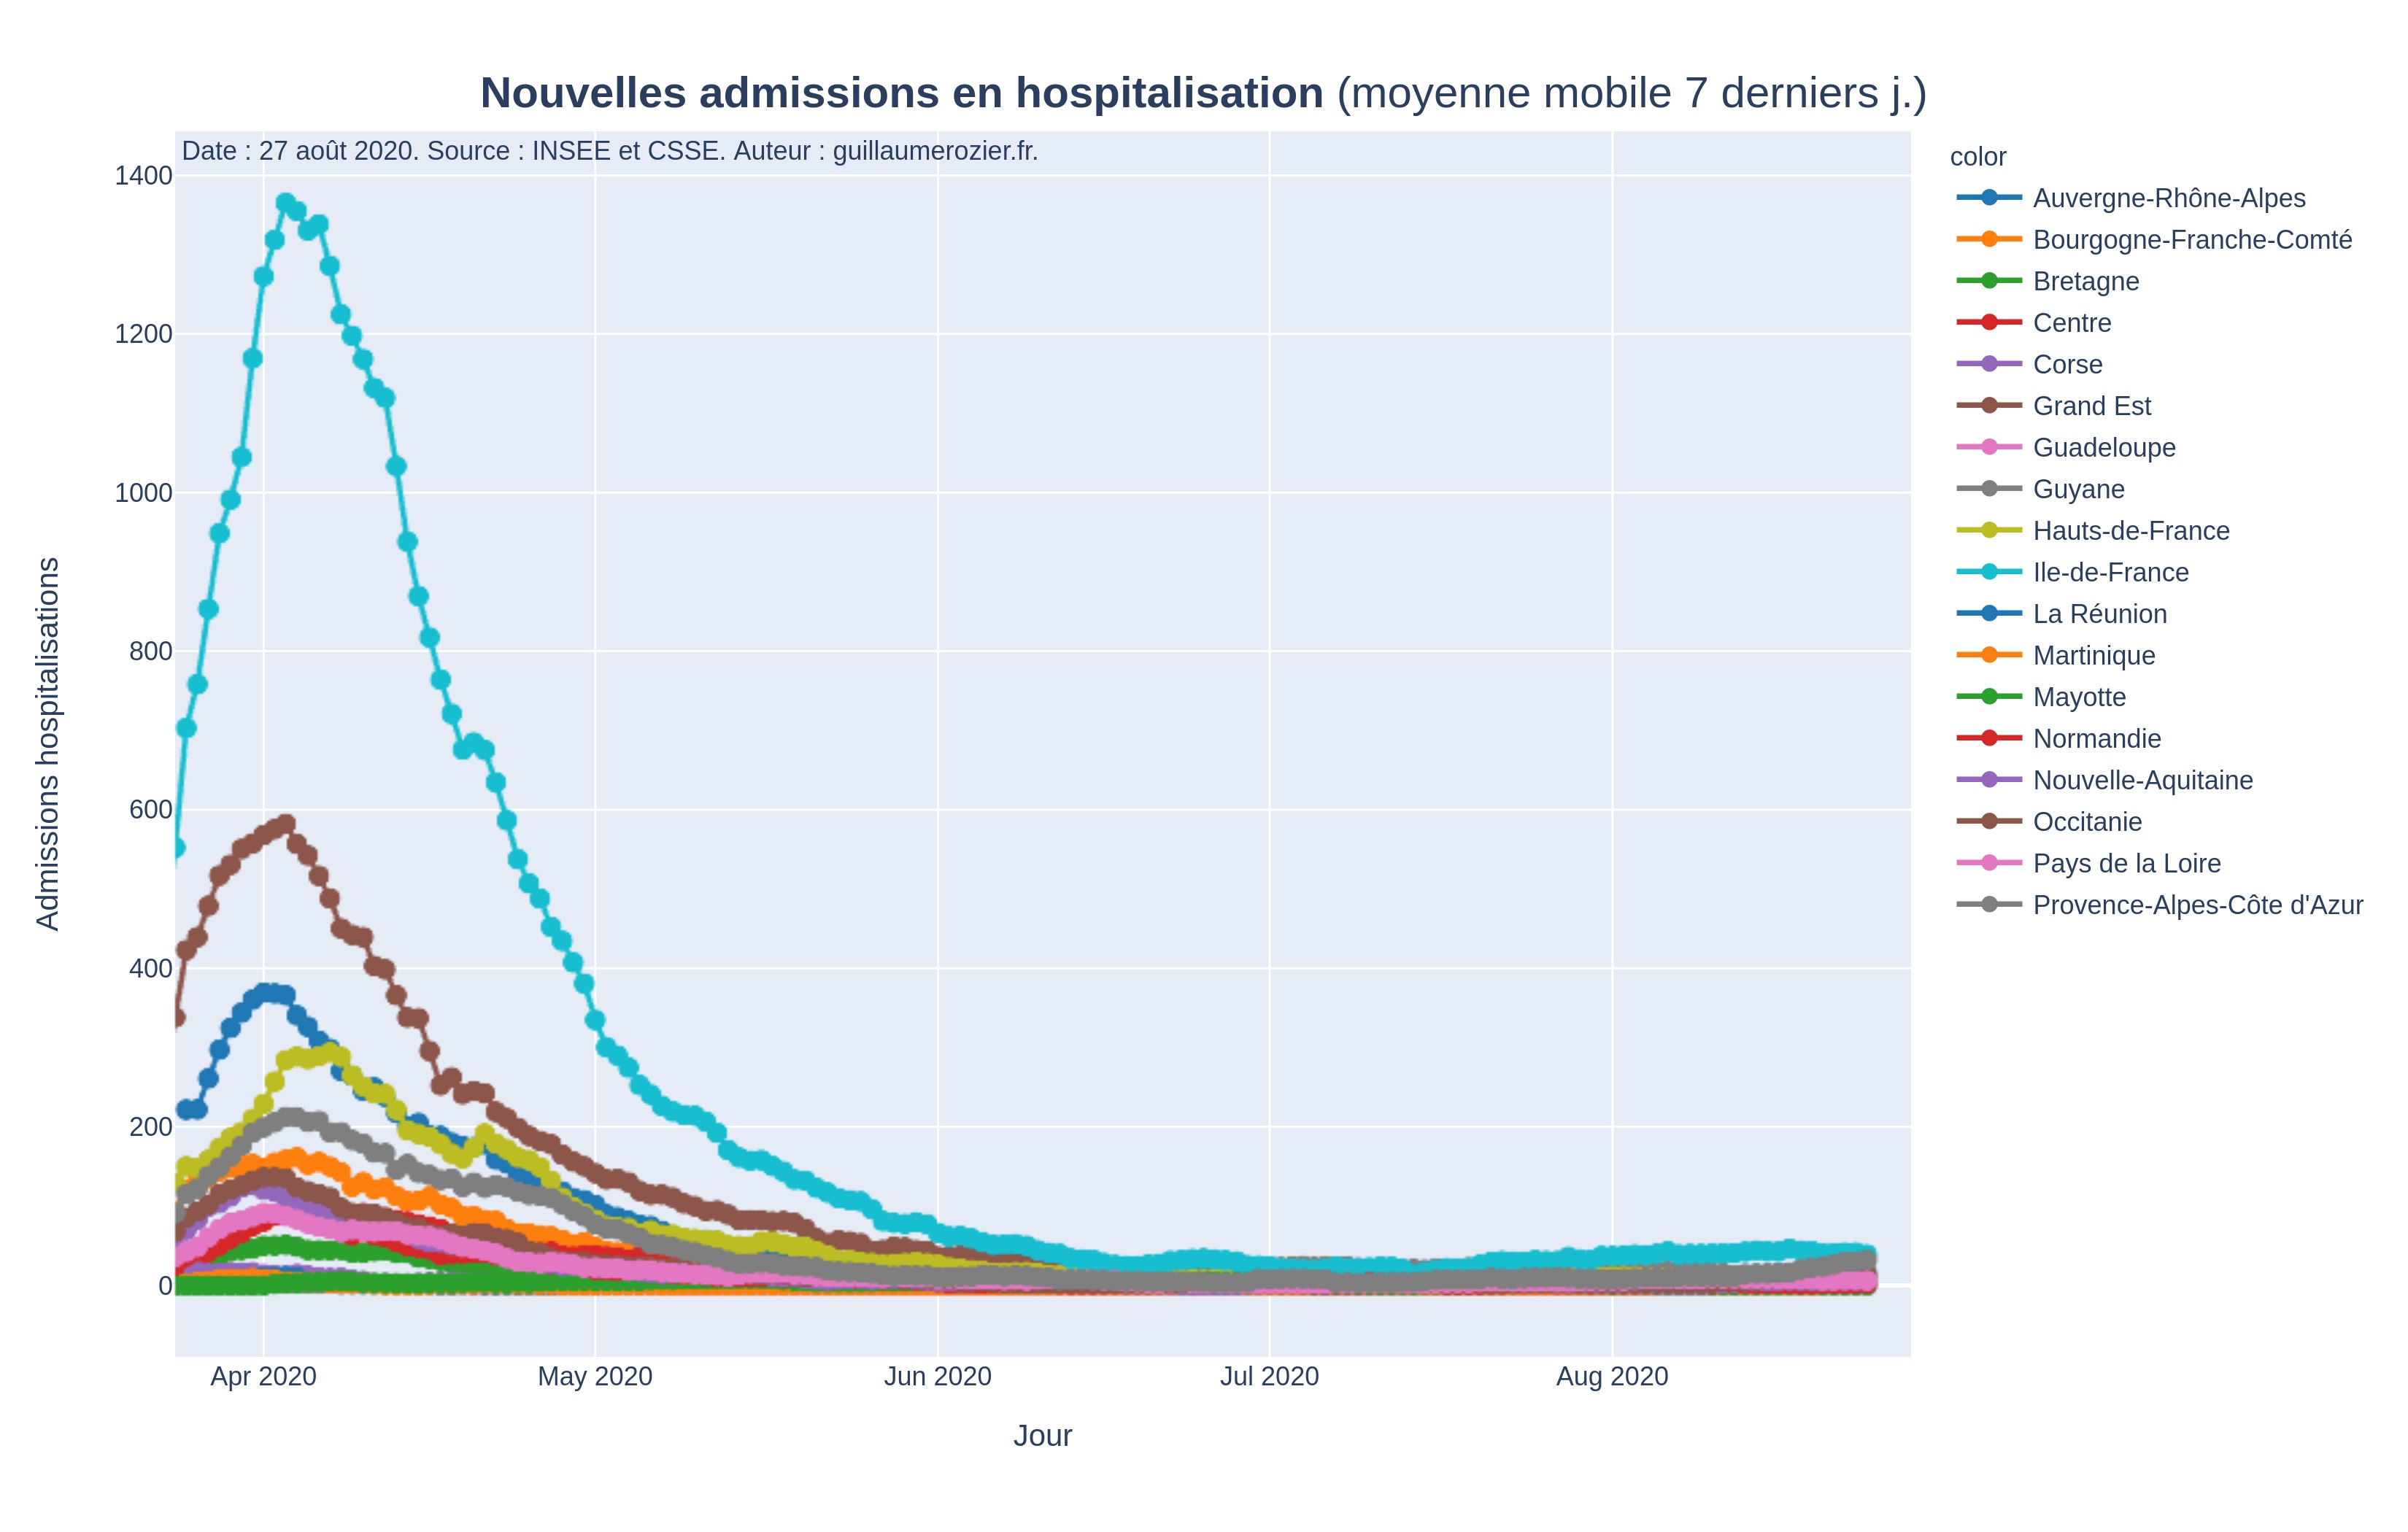 Nouvelles admissions en hospitalisation (moyenne mobile 7 derniers j.)
Date : 27 août 2020. Source : INSEE et CSSE. Auteur : guillaumerozier.fr.
1400
1200
1000
800
600
400
200
0
Admissions hospitalisations
Apr 2020
May 2020
Jun 2020
Jul 2020
Aug 2020
Jour
color
Auvergne-Rhône-Alpes
Bourgogne-Franche-Comté
Bretagne
Centre
Corse
Grand Est
Guadeloupe
Guyane
Hauts-de-France
Ile-de-France
La Réunion
Martinique
Mayotte
Normandie
Nouvelle-Aquitaine
Occitanie
Pays de la Loire
Provence-Alpes-Côte d'Azur